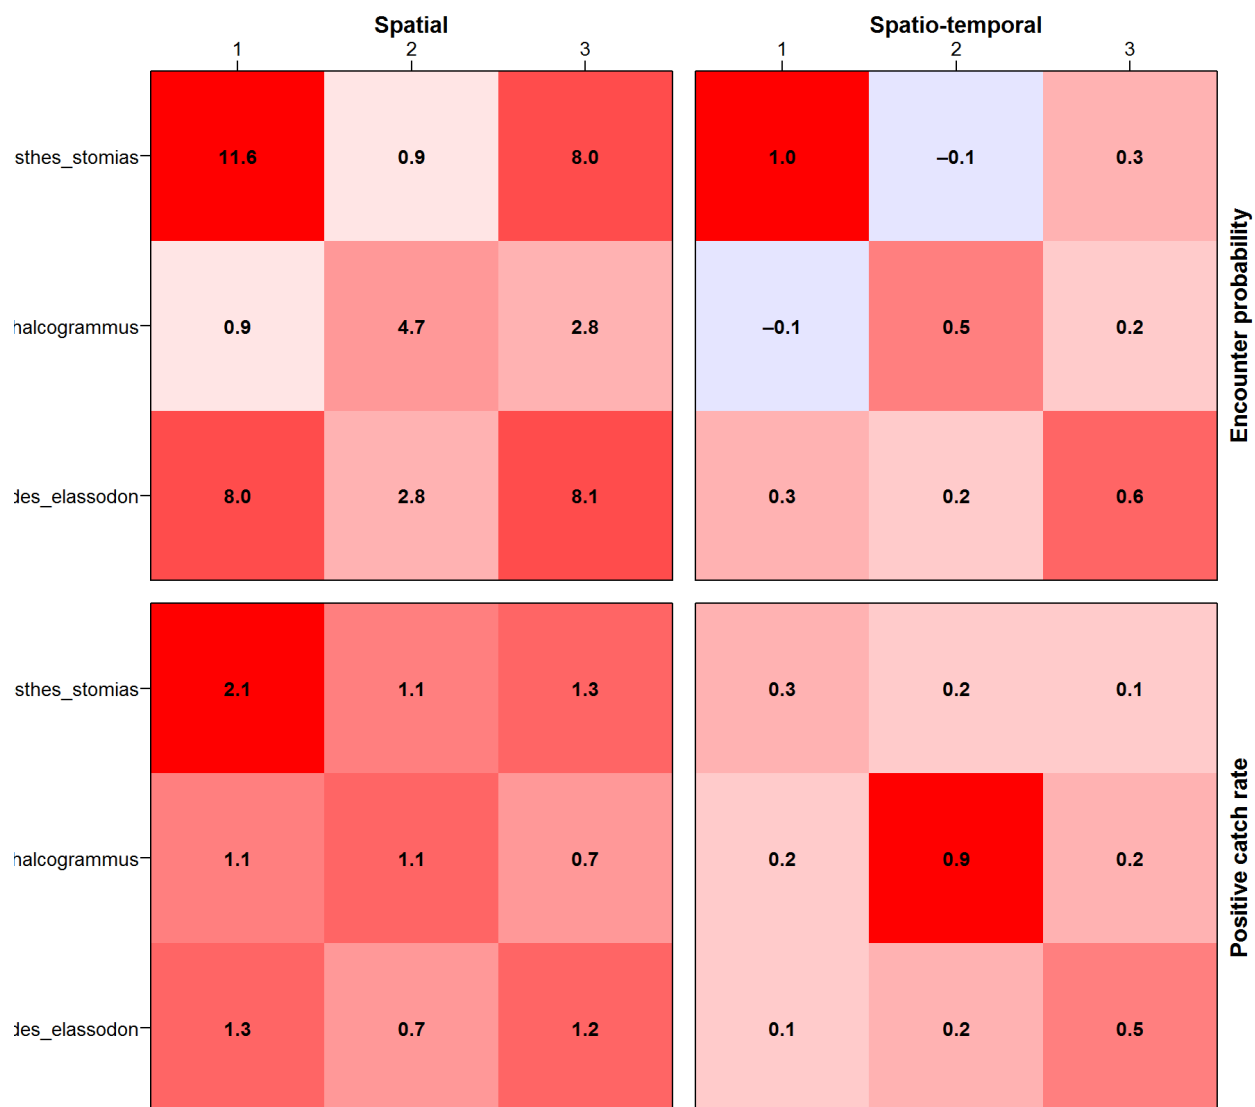 Spatial Spatio-temporal
1 2 3 1 2 3
sthes_stomias 11.6 0.9 8.0 1.0 –0.1 0.3
halcogrammus 0.9 4.7 2.8 –0.1 0.5 0.2
des_elassodon 8.0 2.8 8.1 0.3 0.2 0.6
Encounter probability
sthes_stomias 2.1 1.1 1.3 0.3 0.2 0.1
halcogrammus 1.1 1.1 0.7 0.2 0.9 0.2
des_elassodon 1.3 0.7 1.2 0.1 0.2 0.5
Positive catch rate